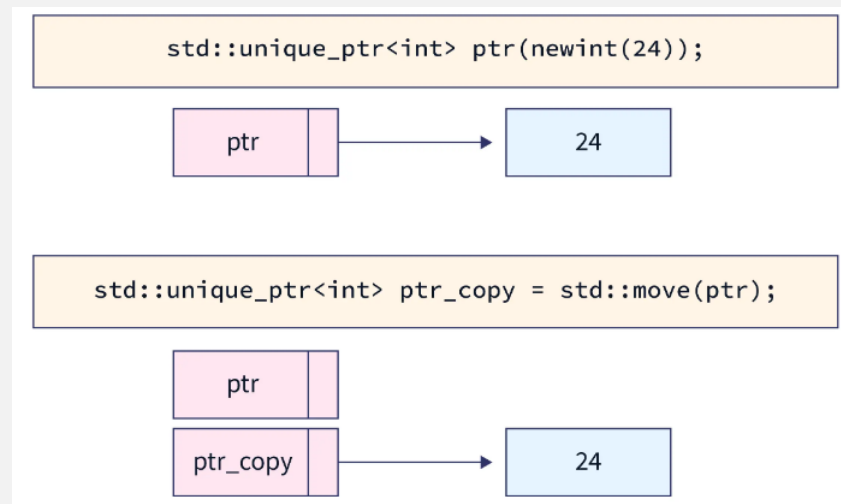 std::unique_ptr<int> ptr(newint(24));
ptr
24
std::unique_ptr<int> ptr_copy = std::move(ptr);
ptr
ptr_copy
24